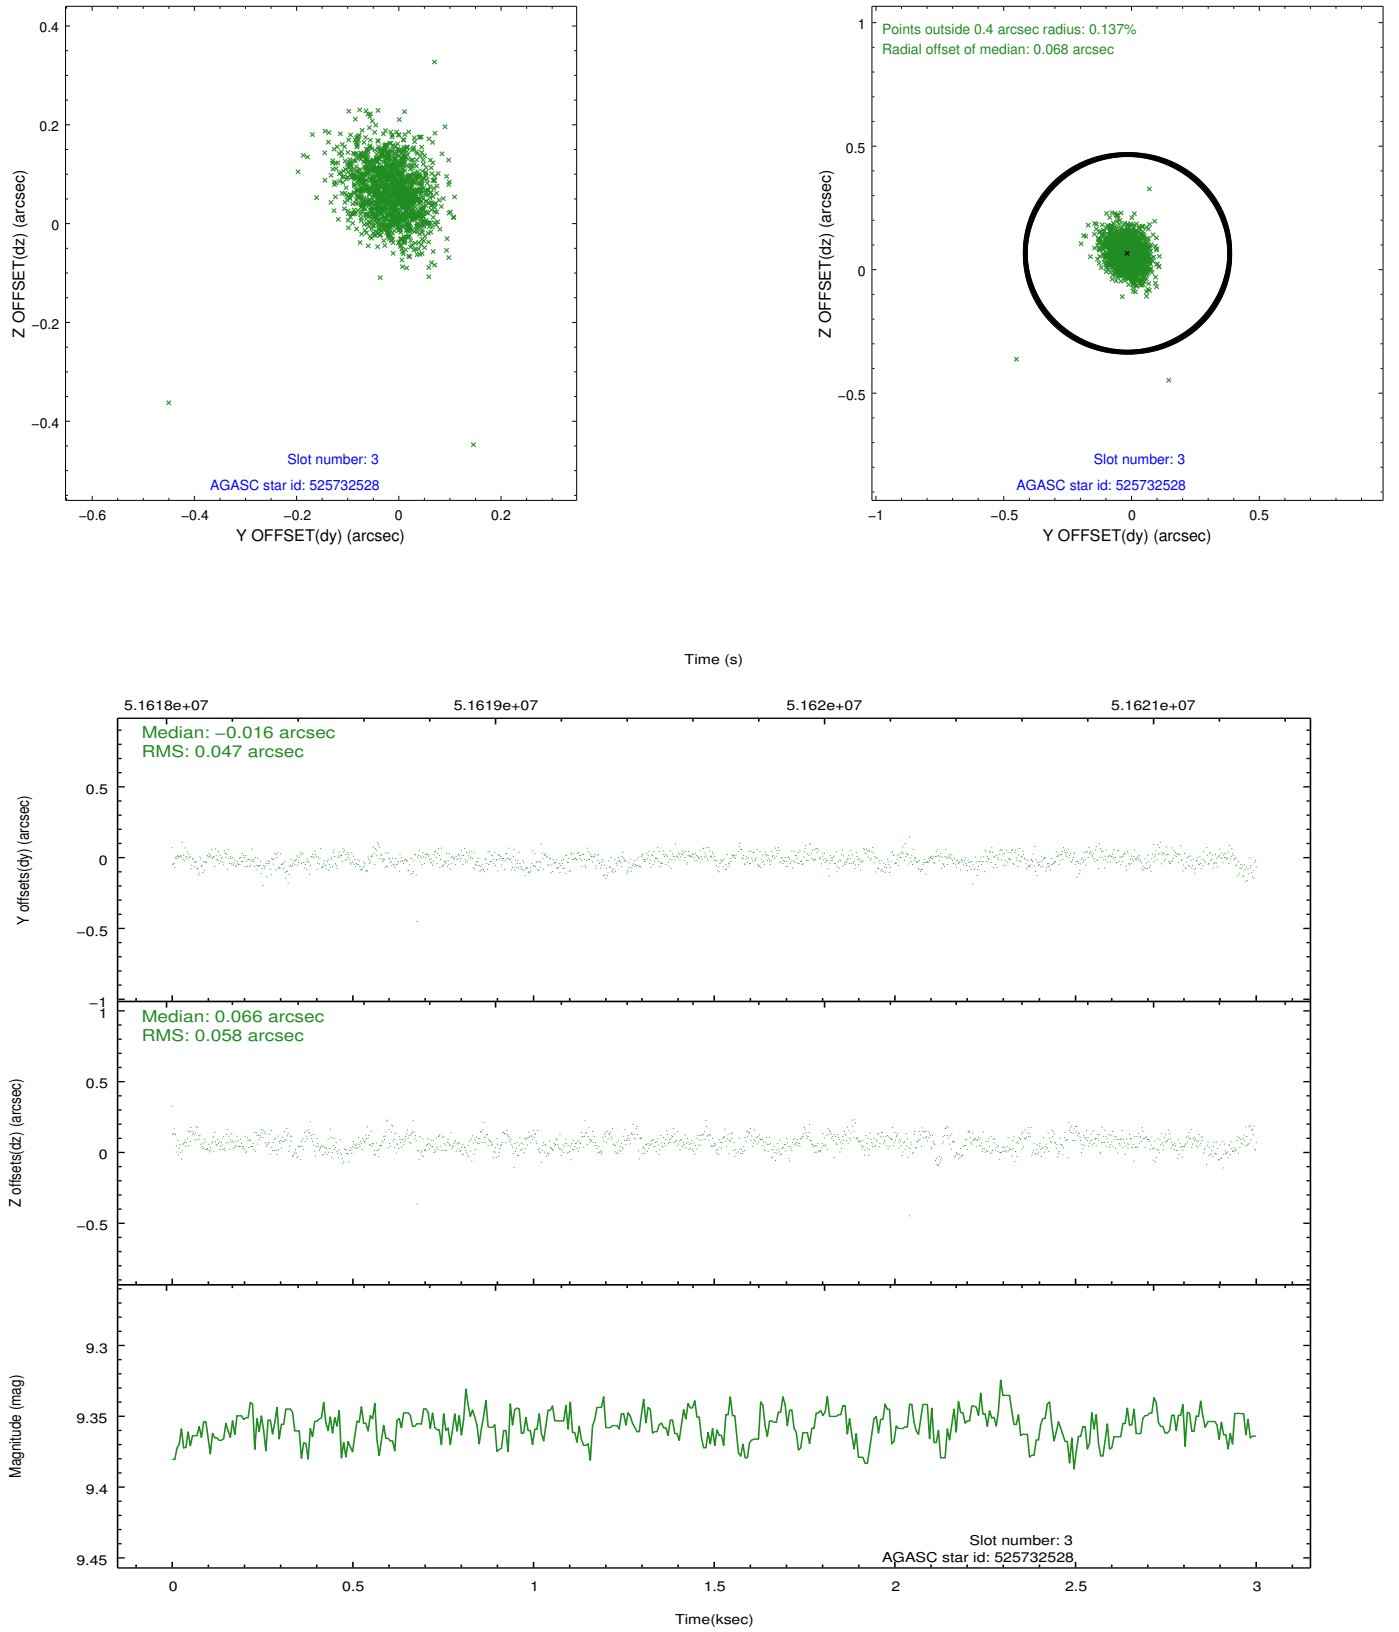 0.4
0.2
0
−0.2
−0.4
Z OFFSET(dz) (arcsec)
Slot number: 3
AGASC star id: 525732528
−0.6
−0.4
−0.2
0
0.2
Y OFFSET(dy) (arcsec)
Points outside 0.4 arcsec radius: 0.137%
Radial offset of median: 0.068 arcsec
1
0.5
0
−0.5
Z OFFSET(dz) (arcsec)
Slot number: 3
AGASC star id: 525732528
−1
−0.5
0
0.5
Y OFFSET(dy) (arcsec)
Time (s)
5.1618e+07
5.1619e+07
5.162e+07
5.1621e+07
Median: −0.016 arcsec
RMS: 0.047 arcsec
0.5
0
−0.5
−1
Y offsets(dy) (arcsec)
Median: 0.066 arcsec
RMS: 0.058 arcsec
1
0.5
0
−0.5
Z offsets(dz) (arcsec)
9.3
9.35
9.4
9.45
Magnitude (mag)
Slot number: 3
AGASC star id: 525732528
0
0.5
1
1.5
2
2.5
3
Time(ksec)